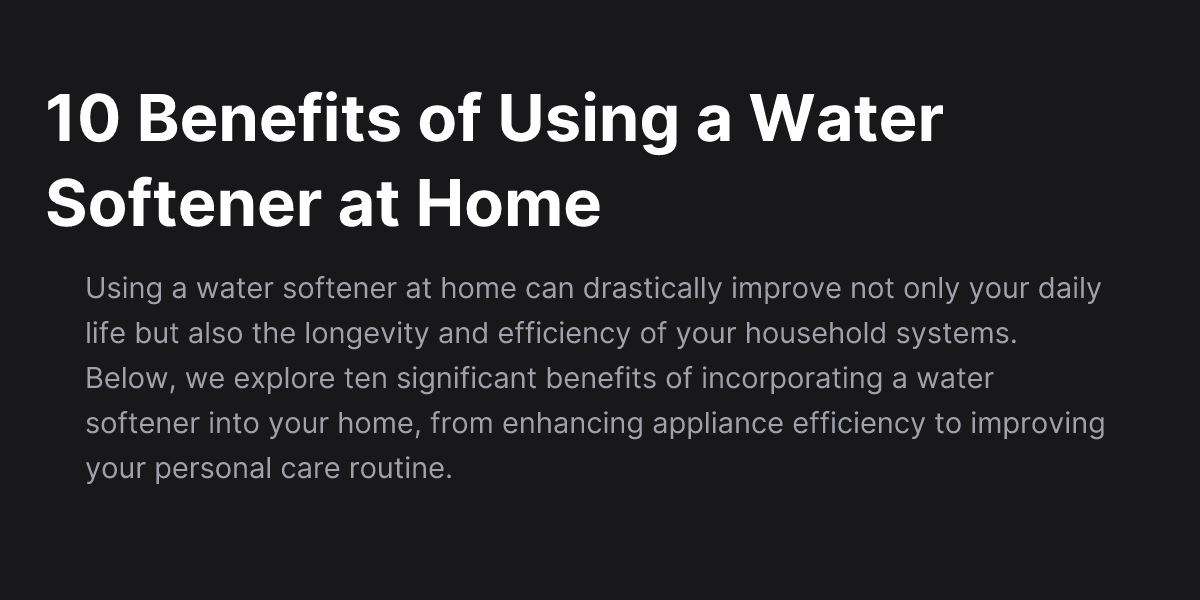 10 Benefits of Using a Water
Softener at Home
Using a water softener at home can drastically improve not only your daily
life but also the longevity and efficiency of your household systems.
Below, we explore ten significant benefits of incorporating a water
softener into your home, from enhancing appliance efficiency to improving
your personal care routine.